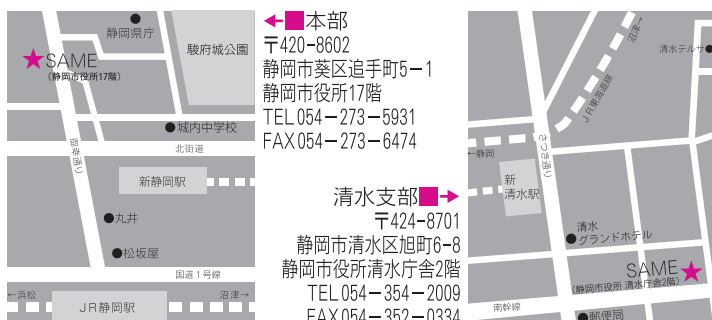 静岡県庁
駿府城公園
SAME
(静岡市役所17階)
城内中学校
御幸通り
北街道
新静岡駅
丸井
松坂屋
国道1号線
←浜松
沼津→
JR静岡駅
本部
〒420-8602
静岡市葵区追手町5-1
静岡市役所17階
TEL054-273-5931
FAX054-273-6474
清水支部
〒424-8701
静岡市清水区旭町6-8
静岡市役所清水庁舎2階
TEL054-354-2009
FAX054-352-0334
沼津→
清水テルサ
JR東海道線
←静岡
さつき通り
新
清水駅
清水
グランドホテル
SAME
(静岡市役所 清水庁舎2階)
南幹線
郵便局